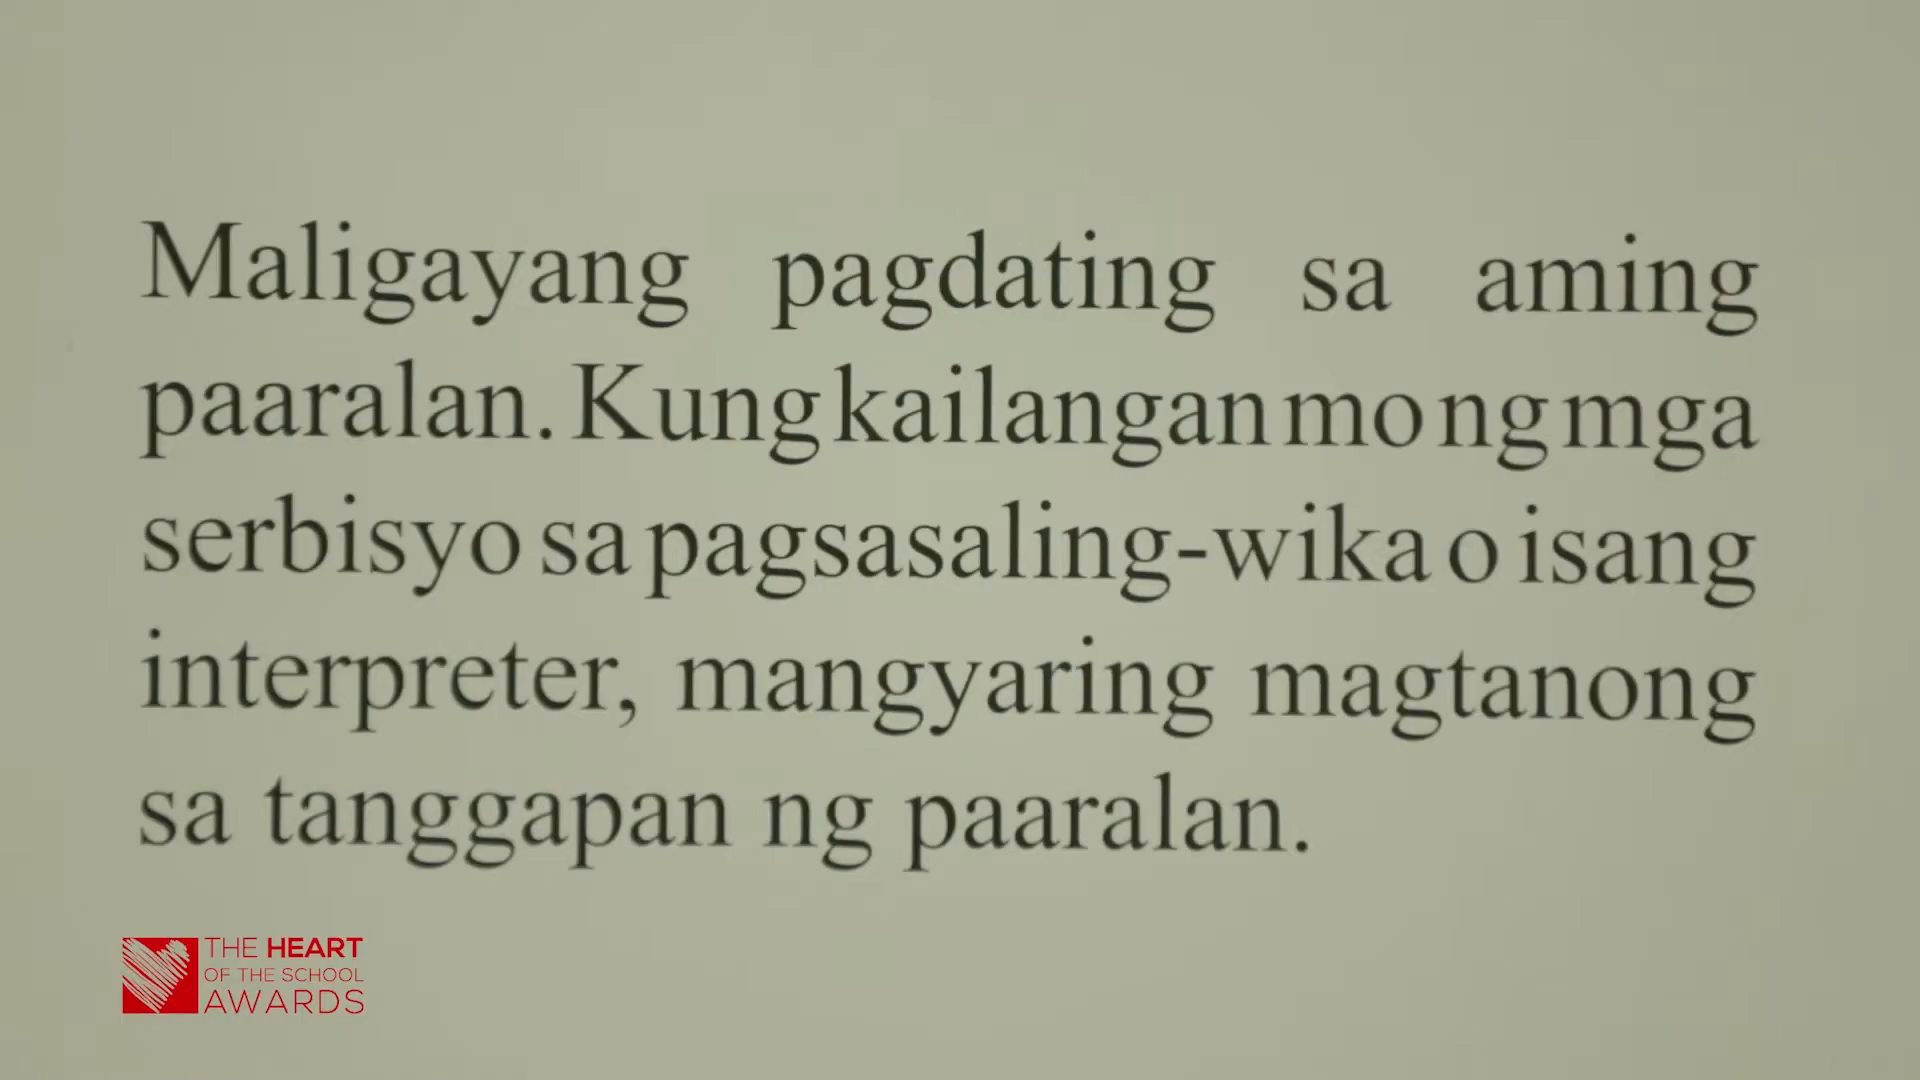 Maligayang pagdating sa aming
paaralan. Kung kailangan mo ng mga
serbisyo sa pagsasaling-wika o isang
interpreter, mangyaring magtanong
sa tanggapan ng paaralan.
THE HEART
OF THE SCHOOL
AWARDS